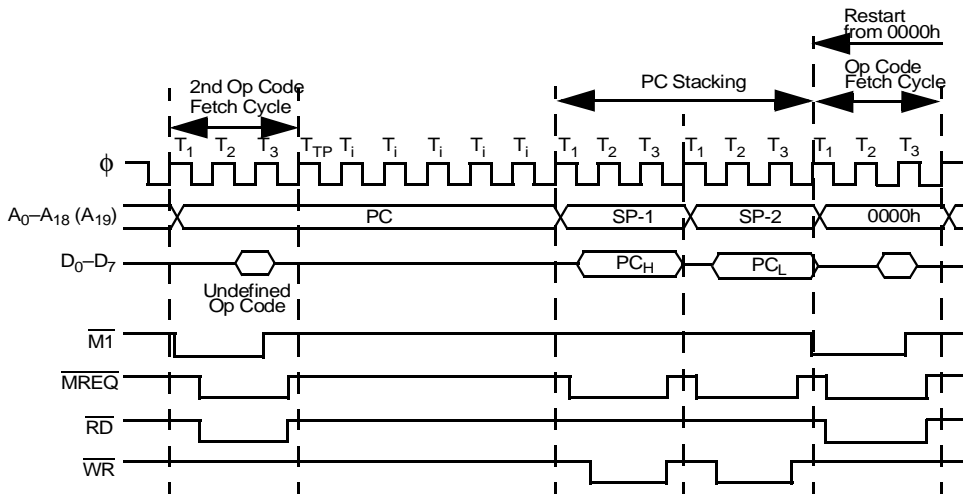 Restart
from 0000h
2nd Op Code
Fetch Cycle
PC Stacking
Op Code
Fetch Cycle
T1 T2 T3 TTP Ti Ti Ti Ti Ti T1 T2 T3 T1 T2 T3 T1 T2 T3
ϕ
A0–A18 (A19) PC SP-1 SP-2 0000h
D0–D7 PCH PCL
Undefined
Op Code
M1
MREQ
RD
WR